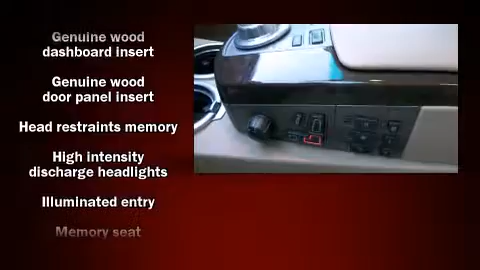 Genuine wood
dashboard insert
Genuine wood
door panel insert
Head restraints memory
High intensity
discharge headlights
Illuminated entry
Memory seat